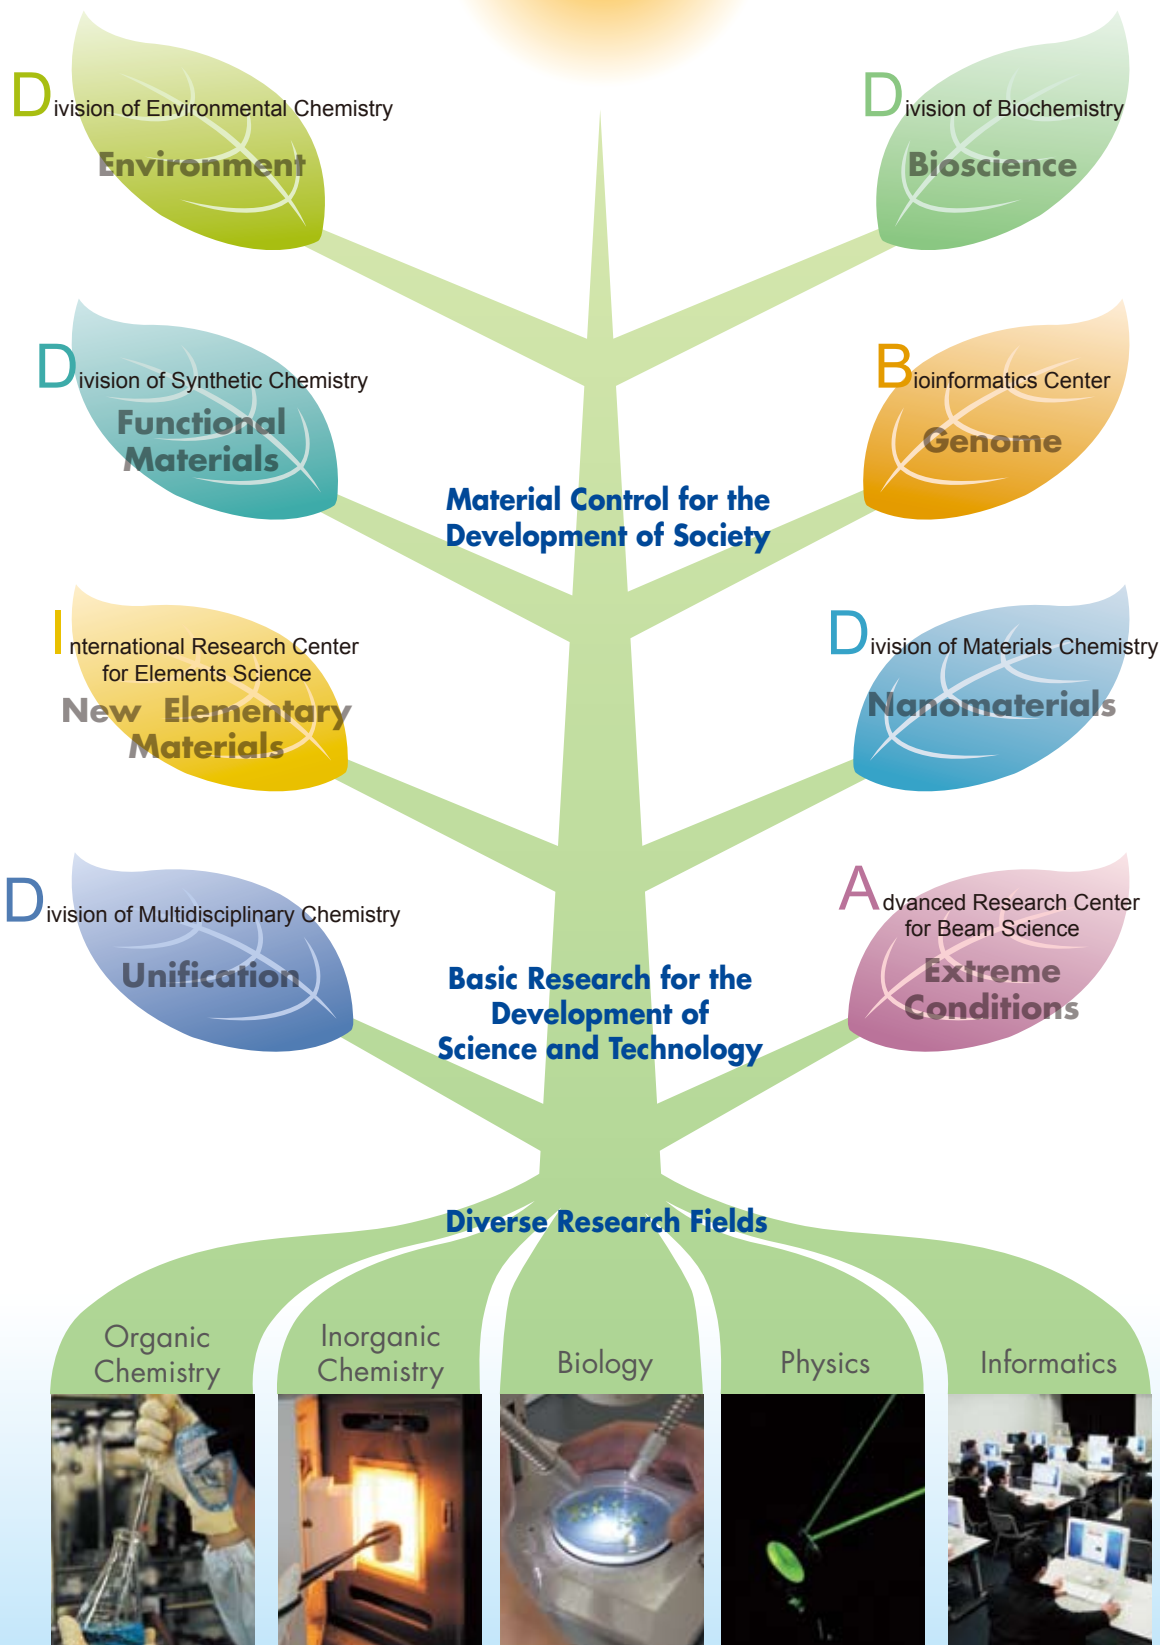 Division of Environmental Chemistry
Environment
Division of Biochemistry
Bioscience
Division of Synthetic Chemistry
Functional
Materials
Bioinformatics Center
Genome
Material Control for the
Development of Society
International Research Center
for Elements Science
New Elementary
Materials
Division of Materials Chemistry
Nanomaterials
Division of Multidisciplinary Chemistry
Unification
Advanced Research Center
for Beam Science
Extreme
Conditions
Basic Research for the
Development of
Science and Technology
Diverse Research Fields
Organic
Chemistry
Inorganic
Chemistry
Biology
Physics
Informatics